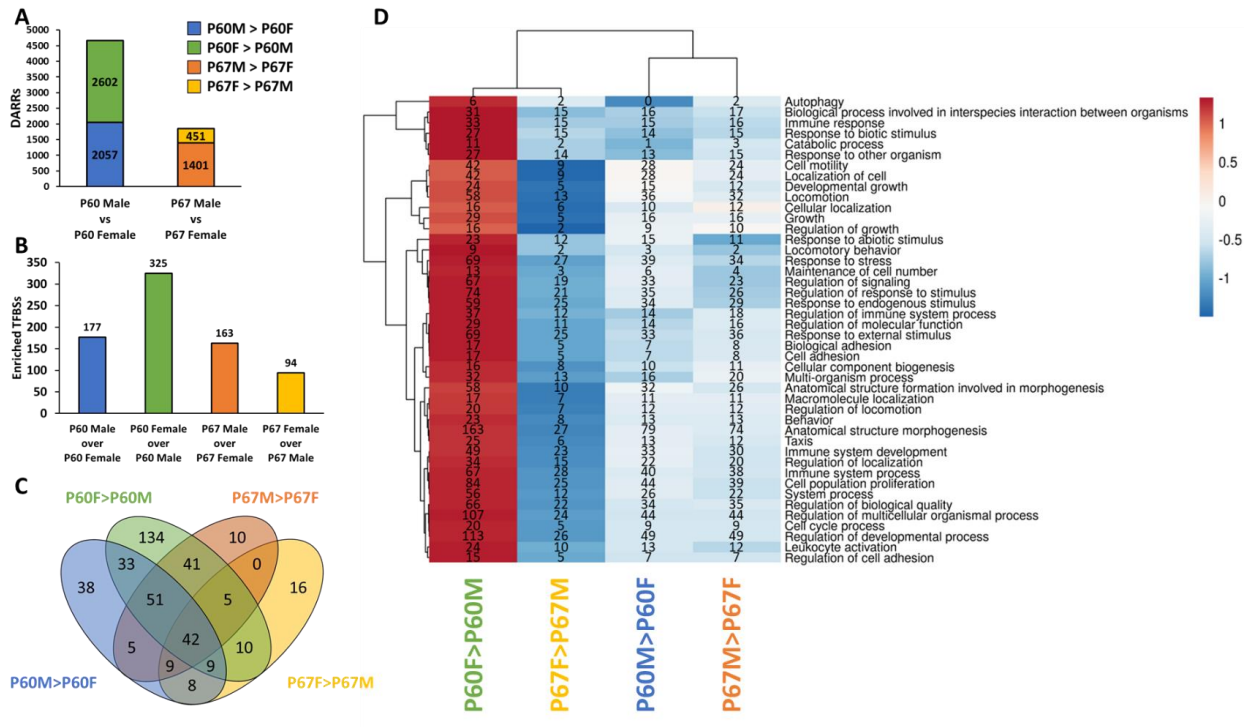 A
5000
4500
4000
3500
3000
2500
2000
1500
1000
500
0
DARRs
2602
2057
451
1401
P60 Male
vs
P60 Female
P67 Male
vs
P67 Female
P60M > P60F
P60F > P60M
P67M > P67F
P67F > P67M
B
350
300
250
200
150
100
50
0
Enriched TFBSs
177
325
163
94
P60 Male
over
P60 Female
P60 Female
over
P60 Male
P67 Male
over
P67 Female
P67 Female
over
P67 Male
C
P60F>P60M
P67M>P67F
134
10
33
41
0
38
16
51
5
42
5
10
9
9
8
P60M>P60F
P67F>P67M
D
6 2 0 2 Autophagy
31 15 16 17 Biological process involved in interspecies interaction between organisms
33 15 15 16 Immune response
27 15 14 15 Response to biotic stimulus
11 2 1 3 Catabolic process
27 14 13 15 Response to other organism
42 9 28 24 Cell motility
42 9 28 24 Localization of cell
24 5 15 12 Developmental growth
58 13 36 32 Locomotion
16 6 10 12 Cellular localization
29 5 16 16 Growth
16 2 9 10 Regulation of growth
23 12 15 11 Response to abiotic stimulus
9 2 3 2 Locomotory behavior
69 27 39 34 Response to stress
13 3 6 4 Maintenance of cell number
67 19 33 23 Regulation of signaling
74 21 35 26 Regulation of response to stimulus
59 25 34 29 Response to endogenous stimulus
37 12 14 18 Regulation of immune system process
29 11 14 16 Regulation of molecular function
69 25 33 36 Response to external stimulus
17 5 7 8 Biological adhesion
17 5 7 8 Cell adhesion
16 8 10 11 Cellular component biogenesis
32 13 16 20 Multi-organism process
58 10 32 26 Anatomical structure formation involved in morphogenesis
17 7 11 11 Macromolecule localization
20 7 12 12 Regulation of locomotion
23 8 13 13 Behavior
163 27 79 74 Anatomical structure morphogenesis
25 6 13 12 Taxis
49 23 33 30 Immune system development
34 15 22 20 Regulation of localization
67 28 40 38 Immune system process
84 25 44 39 Cell population proliferation
56 12 26 22 System process
66 22 34 35 Regulation of biological quality
107 24 44 44 Regulation of multicellular organismal process
20 5 9 9 Cell cycle process
113 26 49 49 Regulation of developmental process
24 10 13 12 Leukocyte activation
15 5 7 7 Regulation of cell adhesion
P60F>P60M
P67F>P67M
P60M>P60F
P67M>P67F
1
0.5
0
-0.5
-1